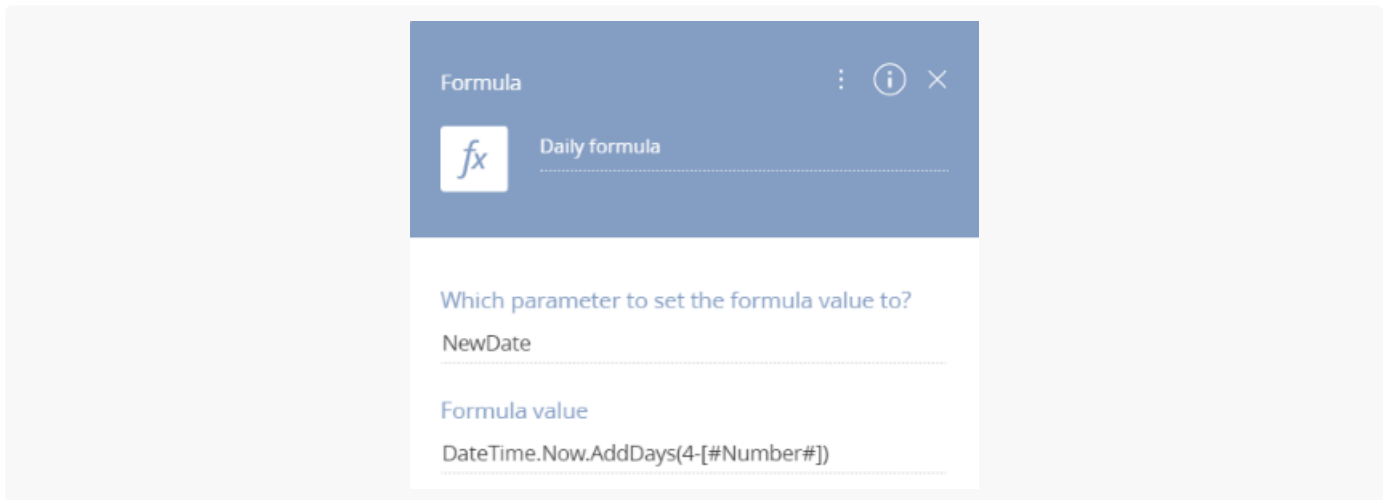 Formula
fx
Daily formula
Which parameter to set the formula value to?
NewDate
Formula value
DateTime.Now.AddDays(4-[#Number#])